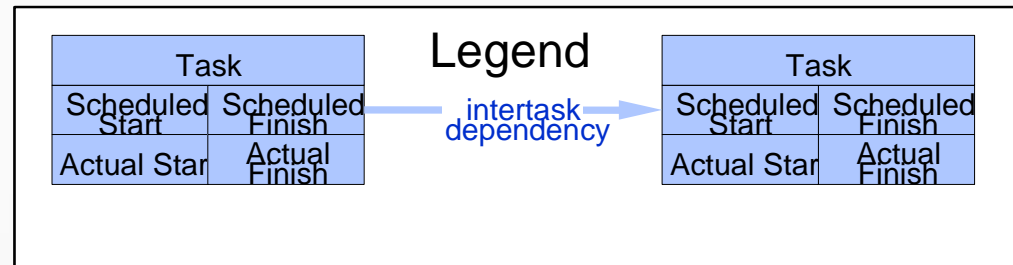 Legend
Task
Scheduled Start
Scheduled Finish
Actual Star
Actual Finish
intertask
dependency
Task
Scheduled Start
Scheduled Finish
Actual Star
Actual Finish